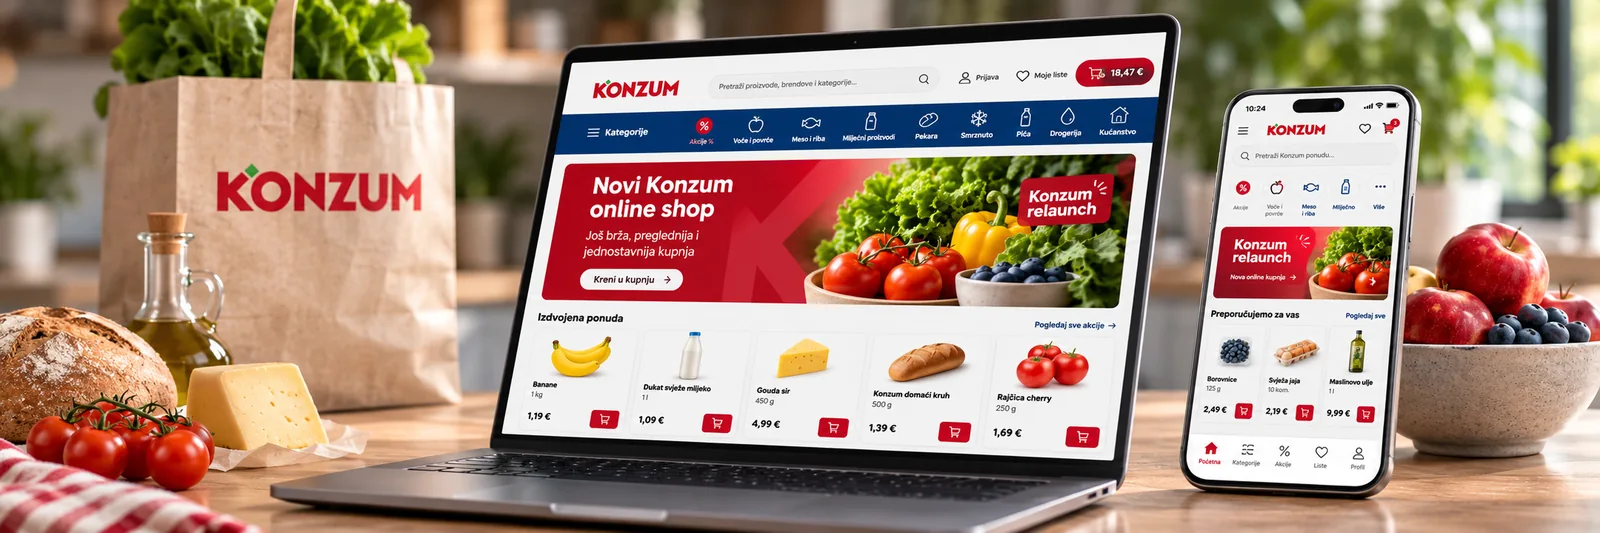 KONZUM
KONZUM
Pretraži proizvode, brendove i kategorije...
Prijava
Moje liste
18,47 €
Kategorije
Akcije %
Voće i povrće
Meso i riba
Mliječni proizvodi
Pekara
Smrznuto
Pića
Drogerija
Kućanstvo
Novi Konzum
online shop
Još brža, preglednija i
jednostavnija kupnja
Kreni u kupnju →
Konzum
relaunch
Izdvojena ponuda
Pogledaj sve akcije →
Banane
1 kg
1,19 €
Dukat svježe mlijeko
1 l
1,09 €
Gouda sir
450 g
4,99 €
Konzum domaći kruh
500 g
1,39 €
Rajčica cherry
250 g
1,69 €
10:24
KONZUM
3
Pretraži Konzum ponudu...
Akcije
Voće i
povrće
Meso
i riba
Mliječno
Više
Konzum
relaunch
Nova online kupnja →
Preporučujemo za vas
Pogledaj sve
Borovnice
125 g
2,49 €
Svježa jaja
10 kom.
2,19 €
Maslinovo ulje
1 l
9,99 €
Početna
Kategorije
Akcije
Liste
Profil